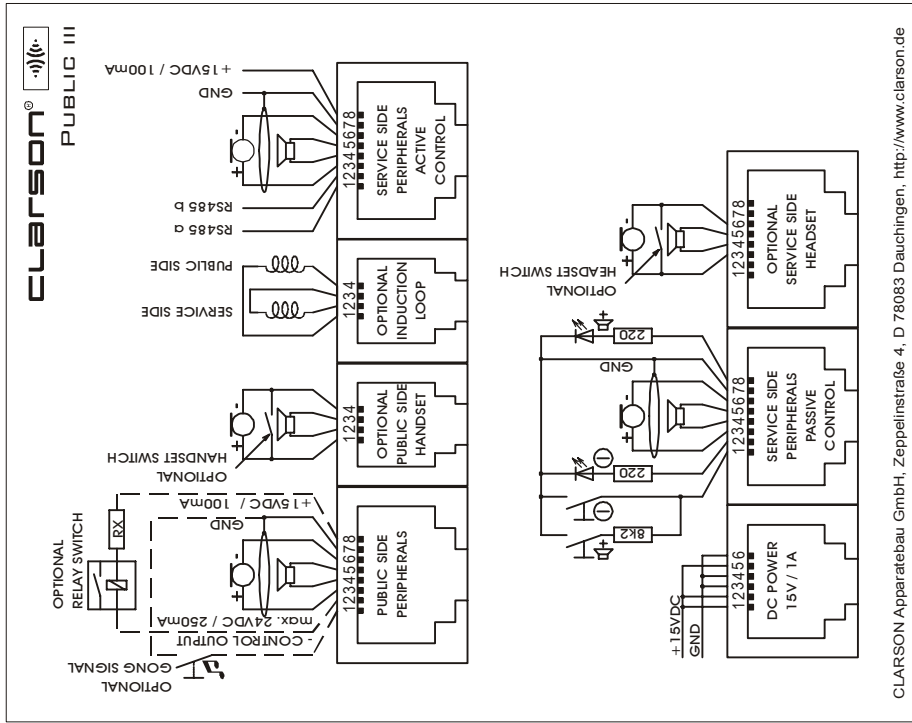 CLarson®
PUBLIC III
+15VDC / 100mA
GND
- +
RS485 b
RS485 a
12345678
SERVICE SIDE
PERIPHERALS
ACTIVE
CONTROL
PUBLIC SIDE
SERVICE SIDE
1234
OPTIONAL
INDUCTION
LOOP
OPTIONAL
HANDSET SWITCH
+ -
1234
OPTIONAL
PUBLIC SIDE
HANDSET
OPTIONAL
RELAY SWITCH
RX
+15VDC / 100mA
GND
+ -
max. 24VDC / 250mA
- CONTROL OUTPUT
OPTIONAL
GONG SIGNAL
12345678
PUBLIC SIDE
PERIPHERALS
OPTIONAL
HEADSET SWITCH
+ -
12345678
OPTIONAL
SERVICE SIDE
HEADSET
+
220
GND
+ -
220
8k2
+
12345678
SERVICE SIDE
PERIPHERALS
PASSIVE
CONTROL
+15VDC
GND
123456
DC POWER
15V / 1A
CLARSON Apparatebau GmbH, Zeppelinstraße 4, D 78083 Dauchingen, http://www.clarson.de